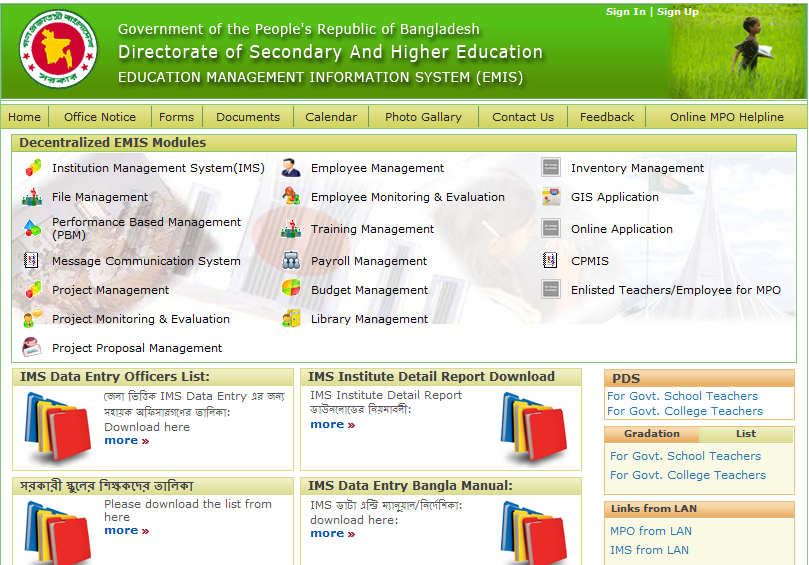 Sign In | Sign Up
গণপ্রজাতন্ত্রী বাংলাদেশ
সরকার
Government of the People's Republic of Bangladesh
Directorate of Secondary And Higher Education
EDUCATION MANAGEMENT INFORMATION SYSTEM (EMIS)
Home
Office Notice
Forms
Documents
Calendar
Photo Gallary
Contact Us
Feedback
Online MPO Helpline
Decentralized EMIS Modules
Institution Management System(IMS)
File Management
Performance Based Management
(PBM)
Message Communication System
Project Management
Project Monitoring & Evaluation
Project Proposal Management
Employee Management
Employee Monitoring & Evaluation
Training Management
Payroll Management
Budget Management
Library Management
Inventory Management
GIS Application
Online Application
CPMIS
Enlisted Teachers/Employee for MPO
IMS Data Entry Officers List:
জেলা ভিত্তিক IMS Data Entry এর জন্য
সহায়ক অফিসারগণের তালিকা:
Download here
more »
IMS Institute Detail Report Download
IMS Institute Detail Report
ডাউনলোডের নিয়মাবলী:
more »
সরকারী স্কুলের শিক্ষকদের তালিকা
Please download the list from
here
more »
IMS Data Entry Bangla Manual:
IMS ডাটা এন্ট্রি ম্যানুয়াল/নির্দেশিকা:
download here:
more »
PDS
For Govt. School Teachers
For Govt. College Teachers
Gradation
List
For Govt. School Teachers
For Govt. College Teachers
Links from LAN
MPO from LAN
IMS from LAN